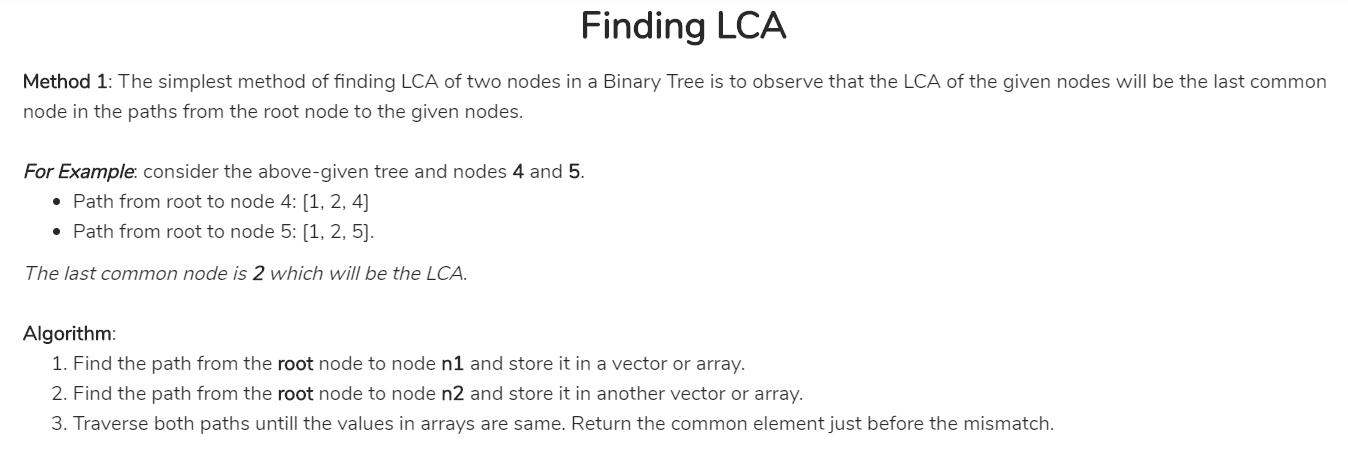 Finding LCA
Method 1: The simplest method of finding LCA of two nodes in a Binary Tree is to observe that the LCA of the given nodes will be the last common
node in the paths from the root node to the given nodes.
For Example: consider the above-given tree and nodes 4 and 5.
• Path from root to node 4: [1, 2, 4]
• Path from root to node 5: [1, 2, 5].
The last common node is 2 which will be the LCA.
Algorithm:
1. Find the path from the root node to node n1 and store it in a vector or array.
2. Find the path from the root node to node n2 and store it in another vector or array.
3. Traverse both paths untill the values in arrays are same. Return the common element just before the mismatch.